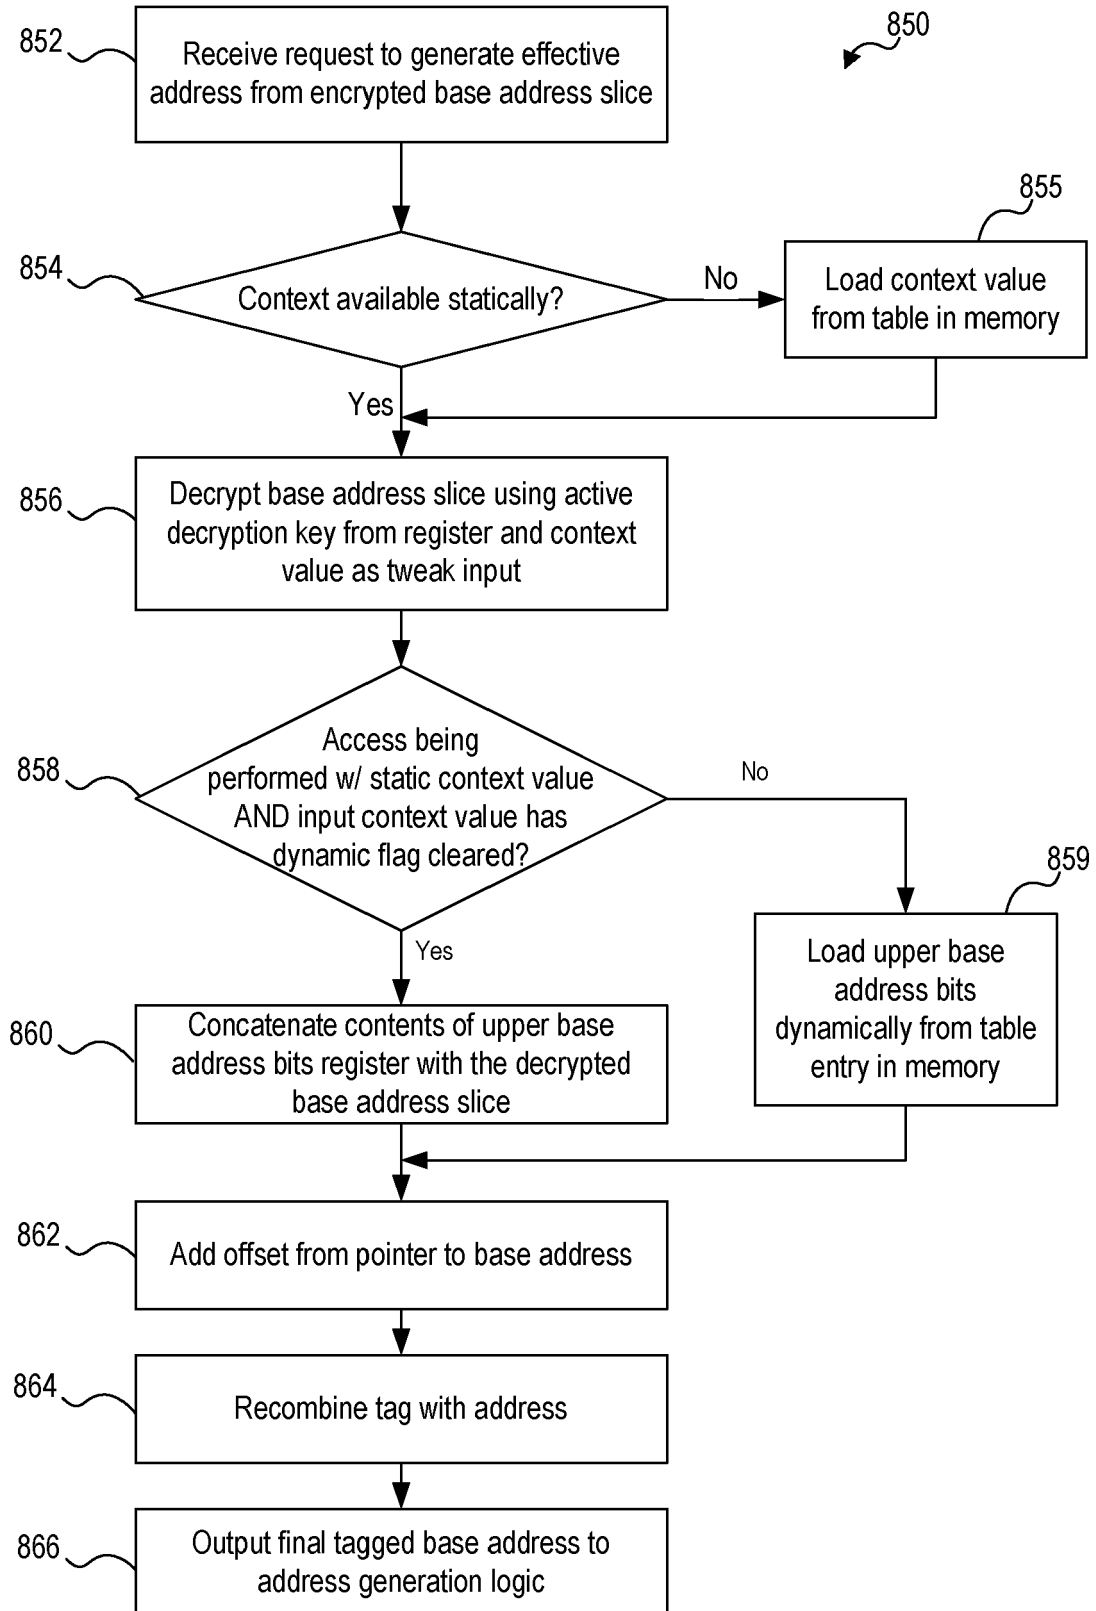 852
Receive request to generate effective
address from encrypted base address slice
850
854
Context available statically?
No
855
Load context value
from table in memory
Yes
856
Decrypt base address slice using active
decryption key from register and context
value as tweak input
858
Access being
performed w/ static context value
AND input context value has
dynamic flag cleared?
No
859
Load upper base
address bits
dynamically from table
entry in memory
Yes
860
Concatenate contents of upper base
address bits register with the decrypted
base address slice
862
Add offset from pointer to base address
864
Recombine tag with address
866
Output final tagged base address to
address generation logic